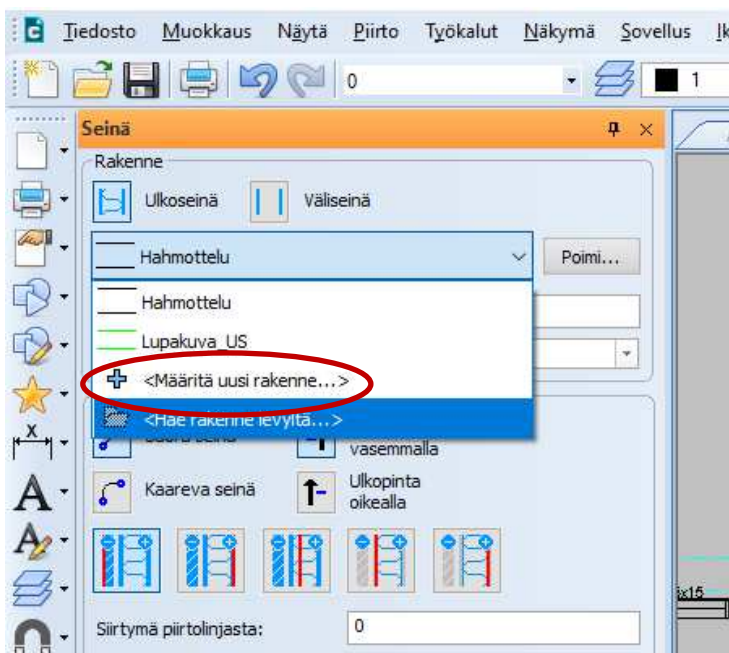 Tiedosto Muokkaus Näytä Piirto Työkalut Näkymä Sovellus
0 1
Seinä
Rakenne
Ulkoseinä Väliseinä
Hahmottelu Poimi...
Hahmottelu
Lupakuva_US
<Määritä uusi rakenne...>
<Hae rakenne levyltä...>
vasemmalla
Kaareva seinä Ulkopinta
oikealla
Siirtymä piirtolinjasta: 0